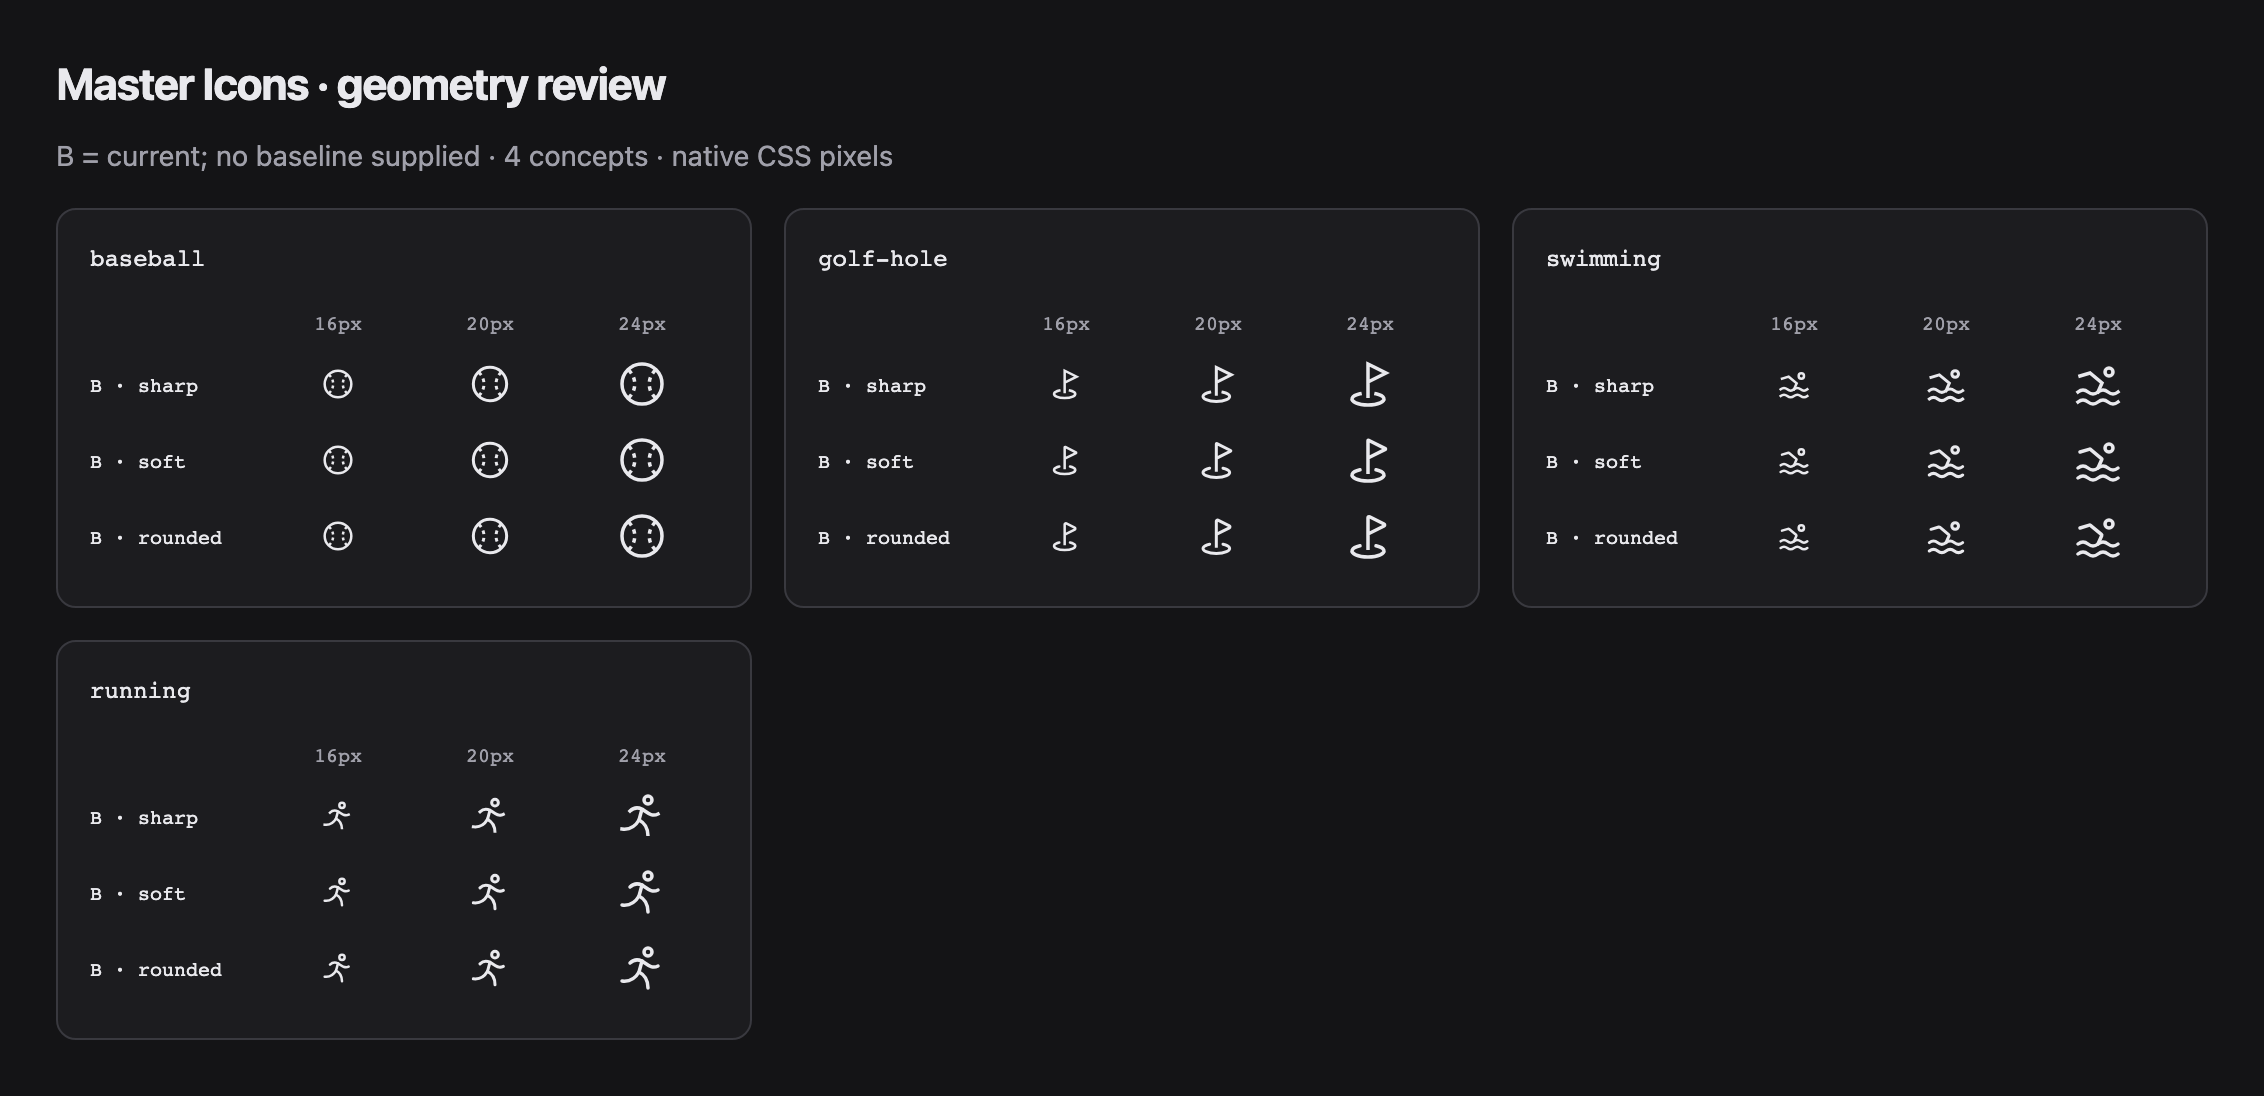 Master Icons · geometry review
B = current; no baseline supplied · 4 concepts · native CSS pixels
baseball
16px 20px 24px
B · sharp
B · soft
B · rounded
golf-hole
16px 20px 24px
B · sharp
B · soft
B · rounded
swimming
16px 20px 24px
B · sharp
B · soft
B · rounded
running
16px 20px 24px
B · sharp
B · soft
B · rounded